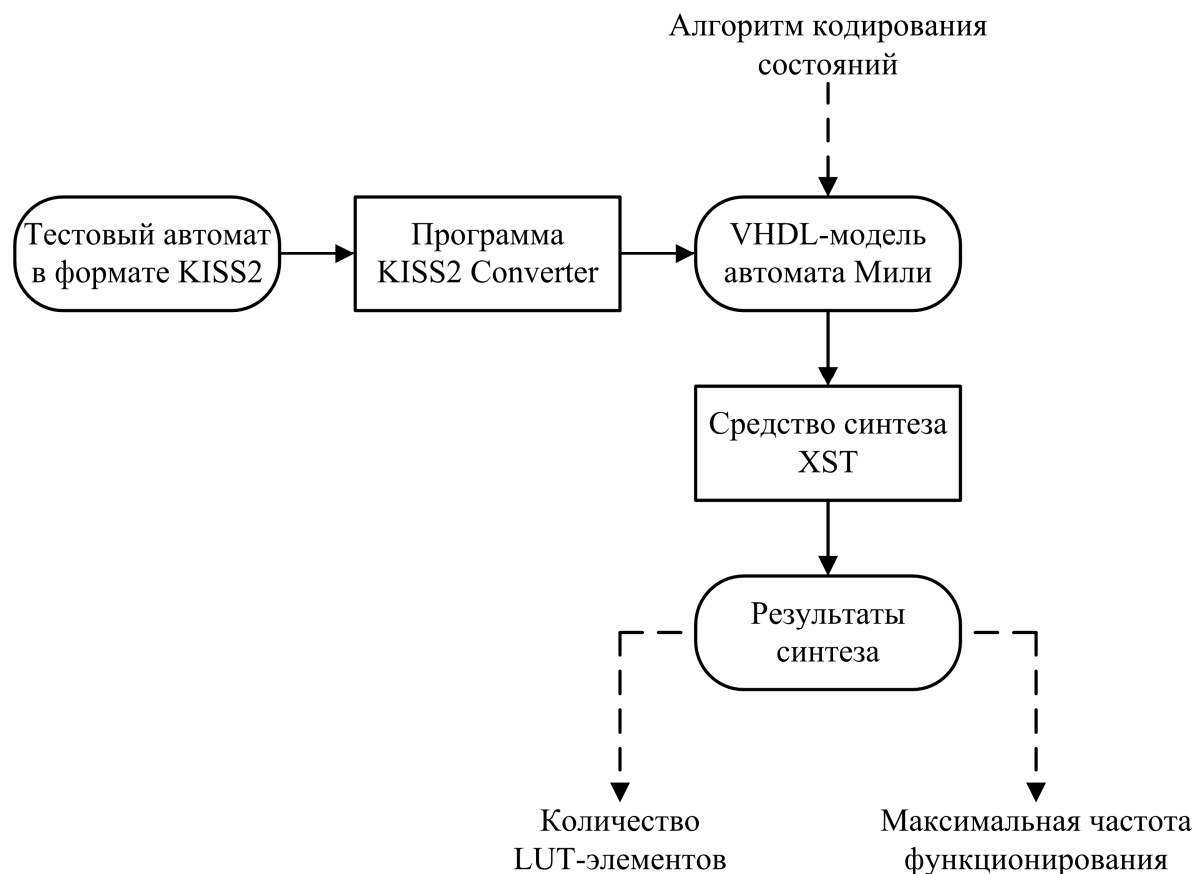 Алгоритм кодирования
состояний
Тестовый автомат
в формате KISS2
Программа
KISS2 Converter
VHDL-модель
автомата Мили
Средство синтеза
XST
Результаты
синтеза
Количество
LUT-элементов
Максимальная частота
функционирования